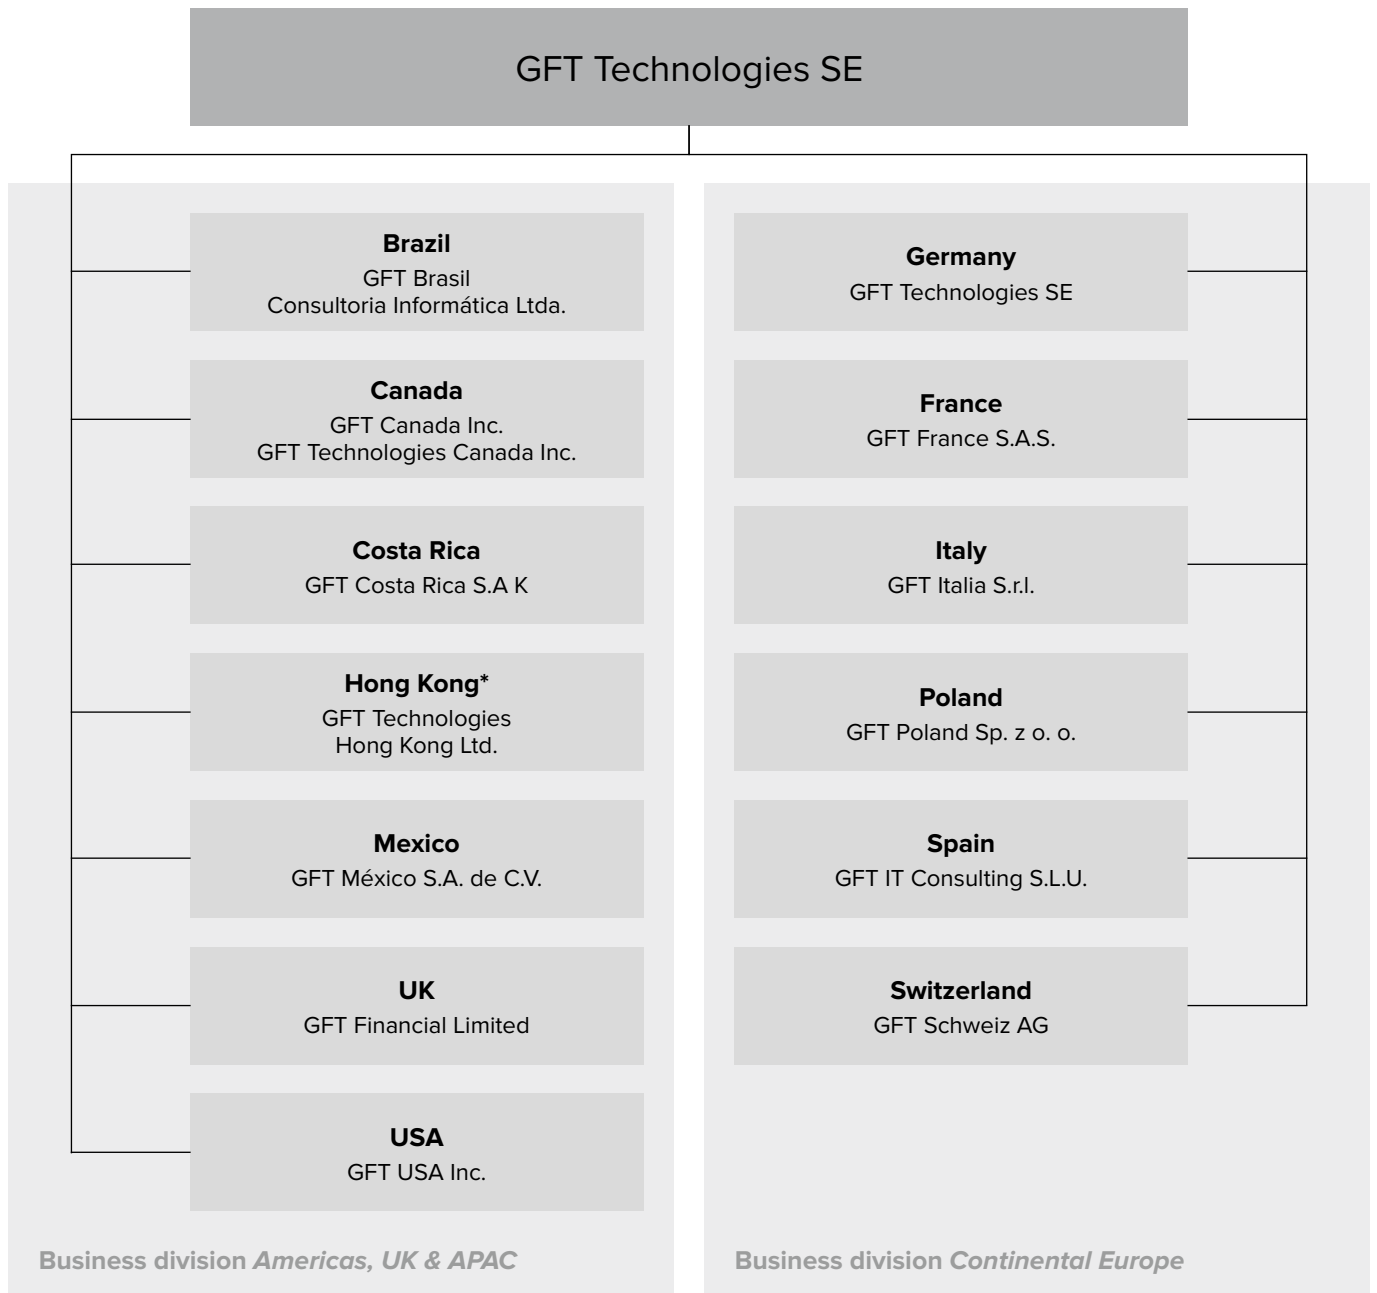 GFT Technologies SE
Brazil
GFT Brasil
Consultoria Informática Ltda.
Canada
GFT Canada Inc.
GFT Technologies Canada Inc.
Costa Rica
GFT Costa Rica S.A K
Hong Kong*
GFT Technologies
Hong Kong Ltd.
Mexico
GFT México S.A. de C.V.
UK
GFT Financial Limited
USA
GFT USA Inc.
Business division Americas, UK & APAC
Germany
GFT Technologies SE
France
GFT France S.A.S.
Italy
GFT Italia S.r.l.
Poland
GFT Poland Sp. z o. o.
Spain
GFT IT Consulting S.L.U.
Switzerland
GFT Schweiz AG
Business division Continental Europe